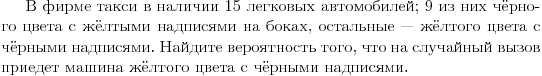 В фирме такси в наличии 15 легковых автомобилей; 9 из них чёрно-
го цвета с жёлтыми надписями на боках, остальные — жёлтого цвета с
чёрными надписями. Найдите вероятность того, что на случайный вызов
приедет машина жёлтого цвета с чёрными надписями.